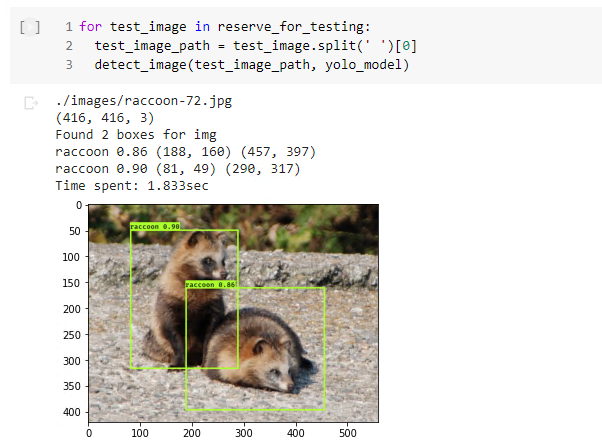 [ ] 1 for test_image in reserve_for_testing:
2 test_image_path = test_image.split(' ')[0]
3 detect_image(test_image_path, yolo_model)
./images/raccoon-72.jpg
(416, 416, 3)
Found 2 boxes for img
raccoon 0.86 (188, 160) (457, 397)
raccoon 0.90 (81, 49) (290, 317)
Time spent: 1.833sec
0
50
raccoon 0.90
100
150
raccoon 0.86
200
250
300
350
400
0 100 200 300 400 500